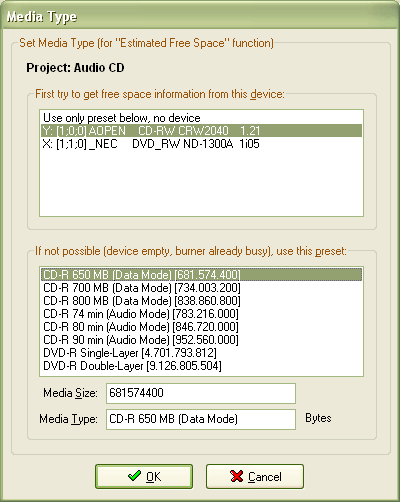 Media Type
Set Media Type (for "Estimated Free Space" function)
Project: Audio CD
First try to get free space information from this device:
Use only preset below, no device
Y: [1;0;0] AOPEN CD-RW CRW2040 1.21
X: [1;1;0] _NEC DVD_RW ND-1300A 1i05
If not possible (device empty, burner already busy), use this preset:
CD-R 650 MB (Data Mode) [681.574.400]
CD-R 700 MB (Data Mode) [734.003.200]
CD-R 800 MB (Data Mode) [838.860.800]
CD-R 74 min (Audio Mode) [783.216.000]
CD-R 80 min (Audio Mode) [846.720.000]
CD-R 90 min (Audio Mode) [952.560.000]
DVD-R Single-Layer [4.701.793.812]
DVD-R Double-Layer [9.126.805.504]
Media Size: 681574400
Media Type: CD-R 650 MB (Data Mode) Bytes
OK Cancel